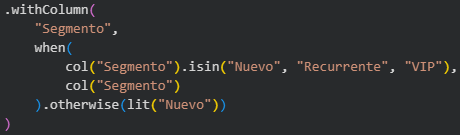 .withColumn(
    "Segmento",
    when(
        col("Segmento").isin("Nuevo", "Recurrente", "VIP"),
        col("Segmento")
    ).otherwise(lit("Nuevo"))
)